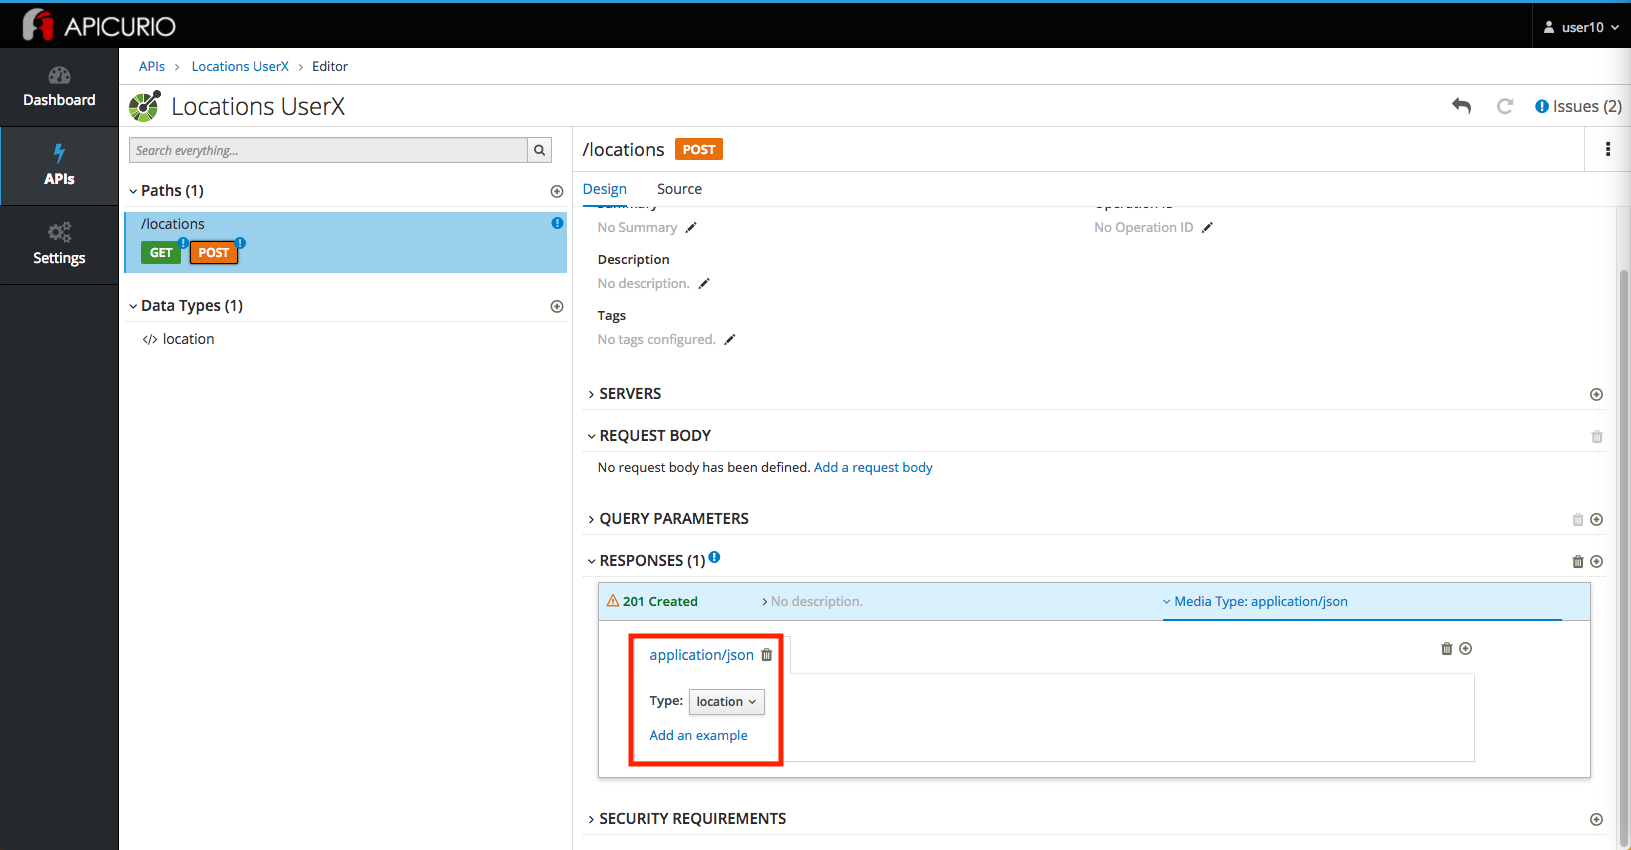 APICURIO
user10
Dashboard
APIs
Settings
APIs > Locations UserX > Editor
Locations UserX
Issues (2)
Search everything...
Paths (1)
/locations
GET
POST
Data Types (1)
</> location
/locations POST
Design Source
Summary Operation ID
No Summary No Operation ID
Description
No description.
Tags
No tags configured.
SERVERS
REQUEST BODY
No request body has been defined. Add a request body
QUERY PARAMETERS
RESPONSES (1)
201 Created No description. Media Type: application/json
application/json
Type: location
Add an example
SECURITY REQUIREMENTS